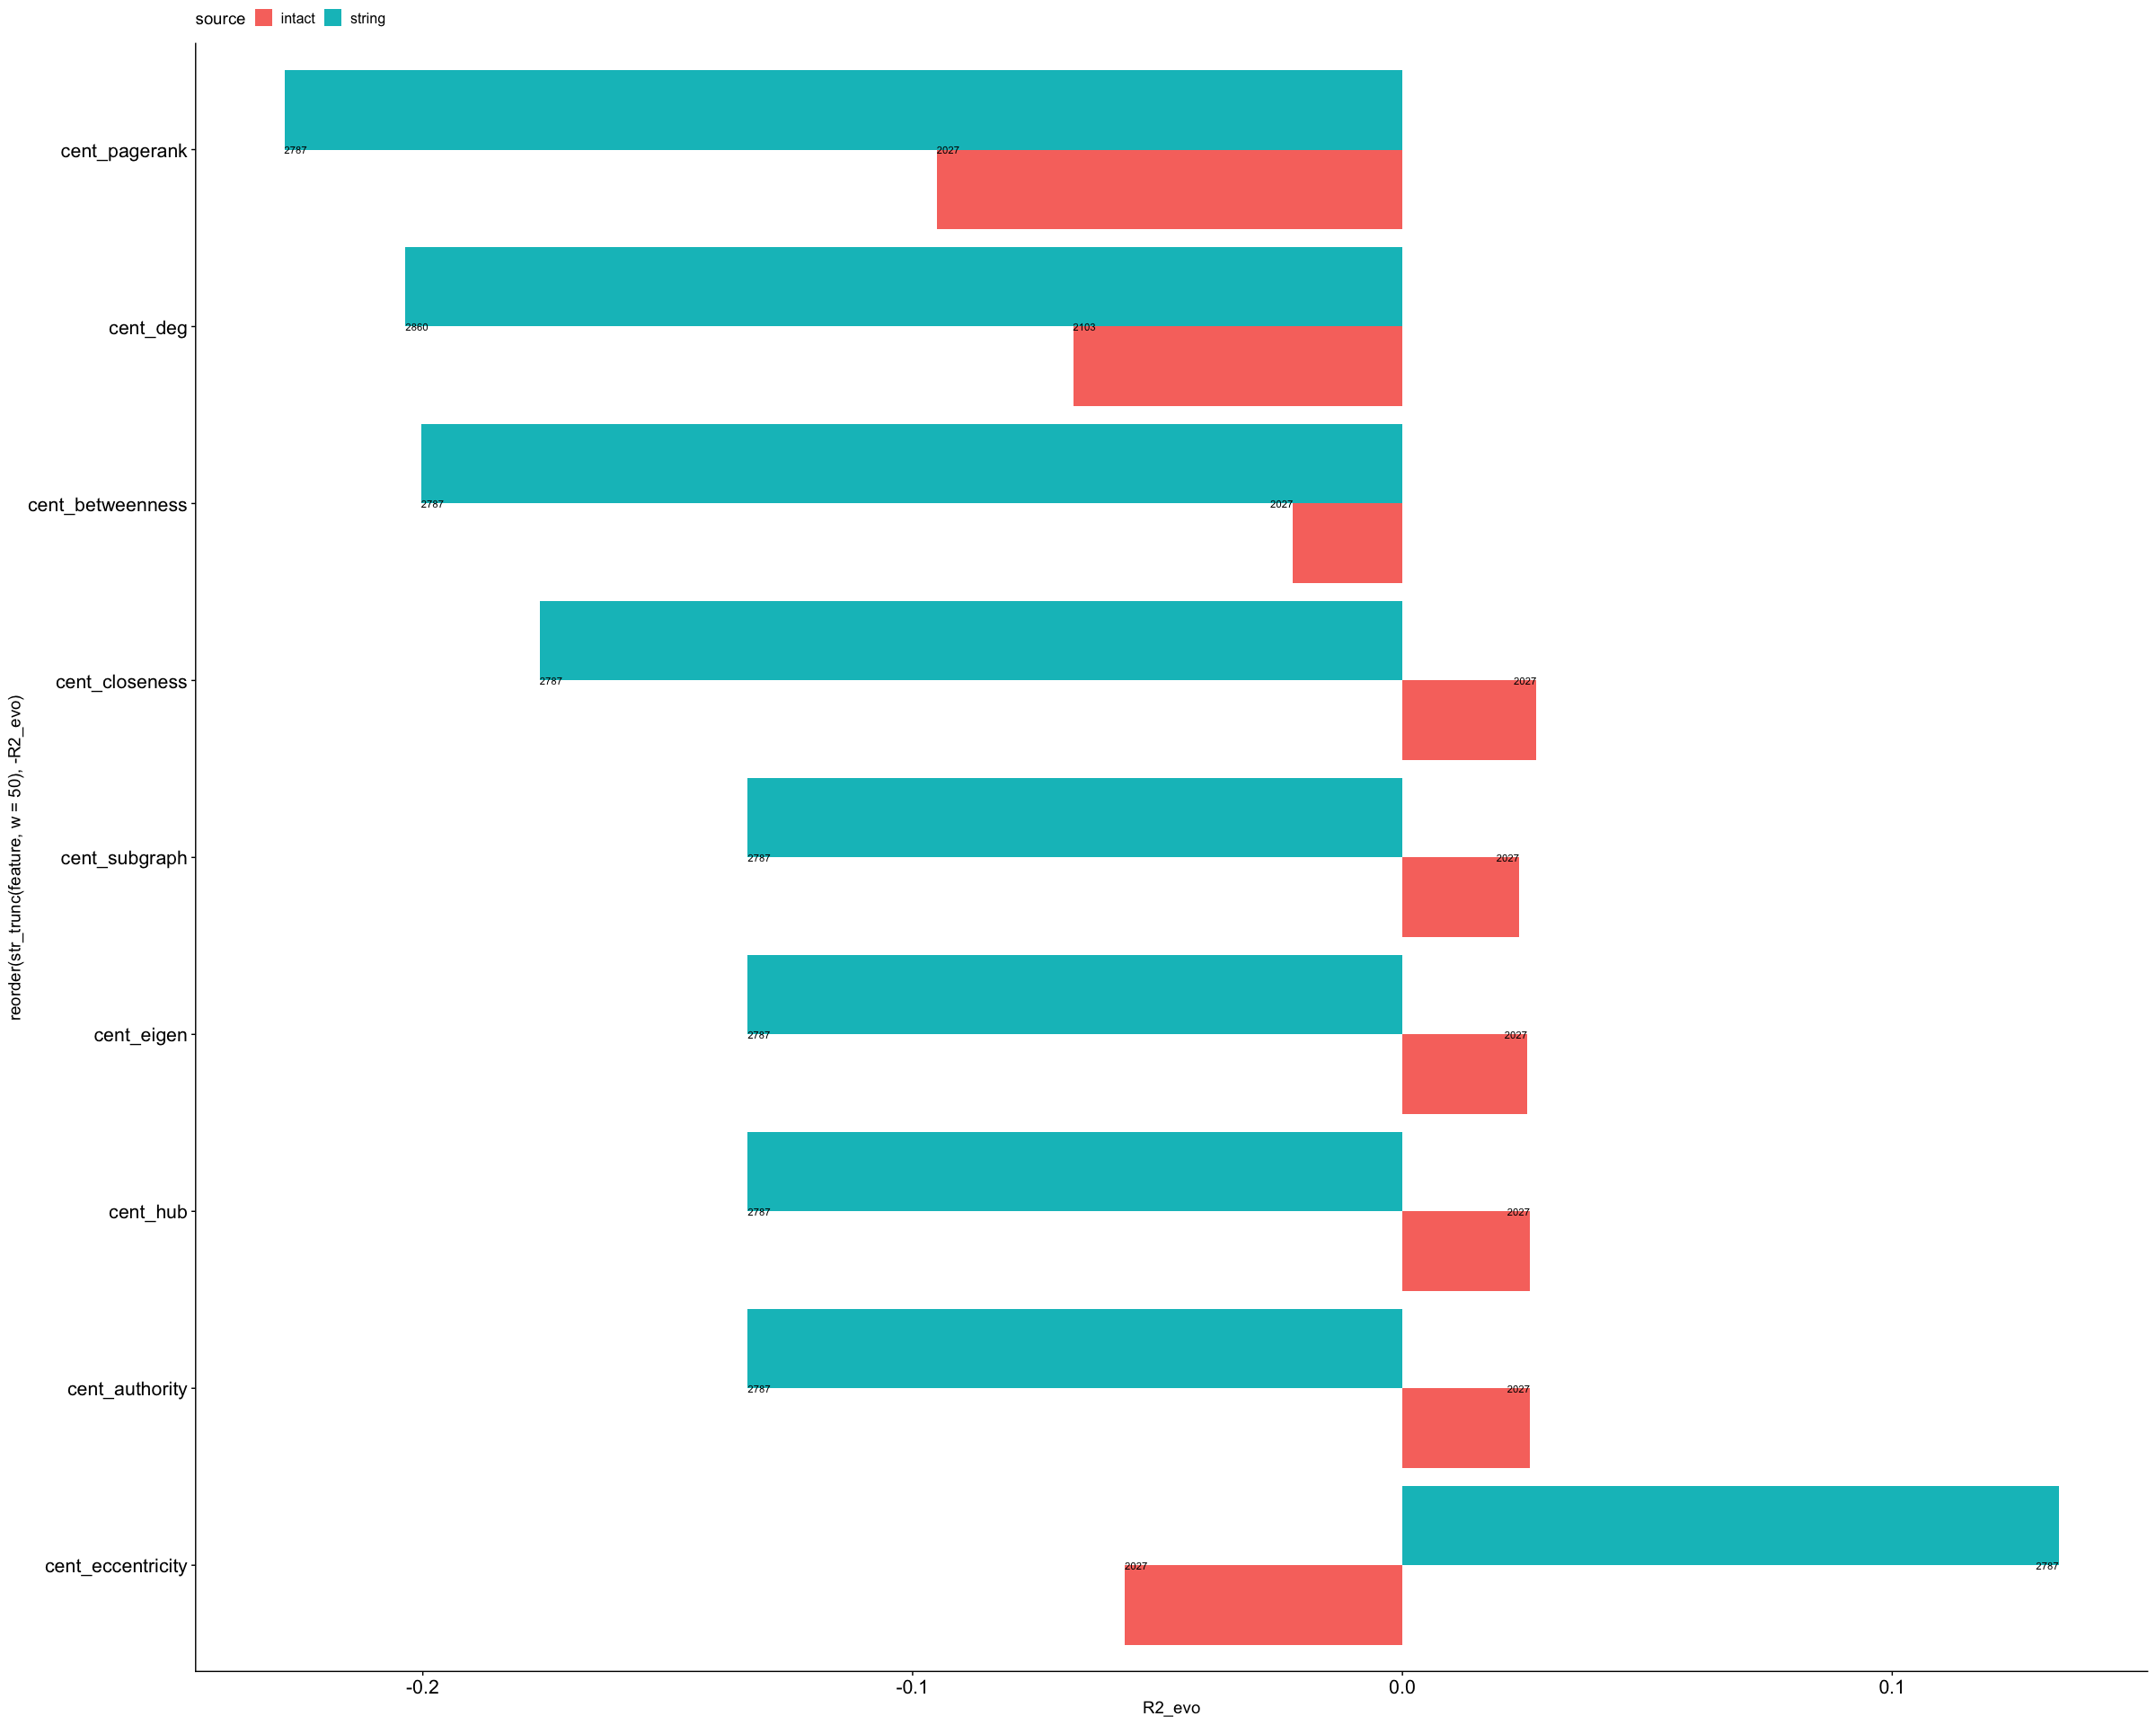 source intact string
cent_pagerank
2787 2027
cent_deg
2860 2103
cent_betweenness
2787 2027
cent_closeness
2787 2027
cent_subgraph
2787 2027
cent_eigen
2787 2027
cent_hub
2787 2027
cent_authority
2787 2027
cent_eccentricity
2027 2787
reorder(str_trunc(feature, w = 50), -R2_evo)
-0.2 -0.1 0.0 0.1
R2_evo